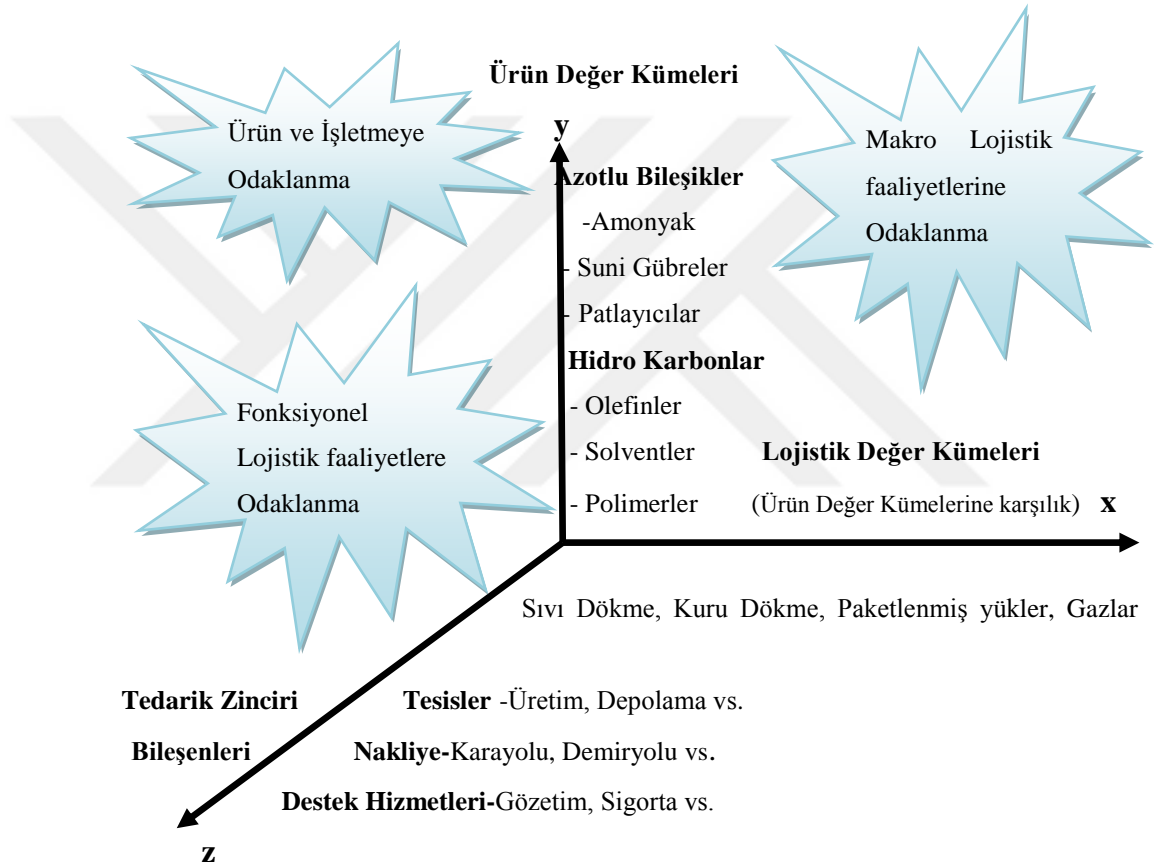 Ürün Değer Kümeleri
Ürün ve İşletmeye
Odaklanma
Makro Lojistik
faaliyetlerine
Odaklanma
y
Azotlu Bileşikler
-Amonyak
- Suni Gübreler
- Patlayıcılar
Hidro Karbonlar
- Olefinler
- Solventler
- Polimerler
Fonksiyonel
Lojistik faaliyetlere
Odaklanma
Lojistik Değer Kümeleri
(Ürün Değer Kümelerine karşılık) x
Sıvı Dökme, Kuru Dökme, Paketlenmiş yükler, Gazlar
Tedarik Zinciri
Bileşenleri
Tesisler -Üretim, Depolama vs.
Nakliye-Karayolu, Demiryolu vs.
Destek Hizmetleri-Gözetim, Sigorta vs.
z